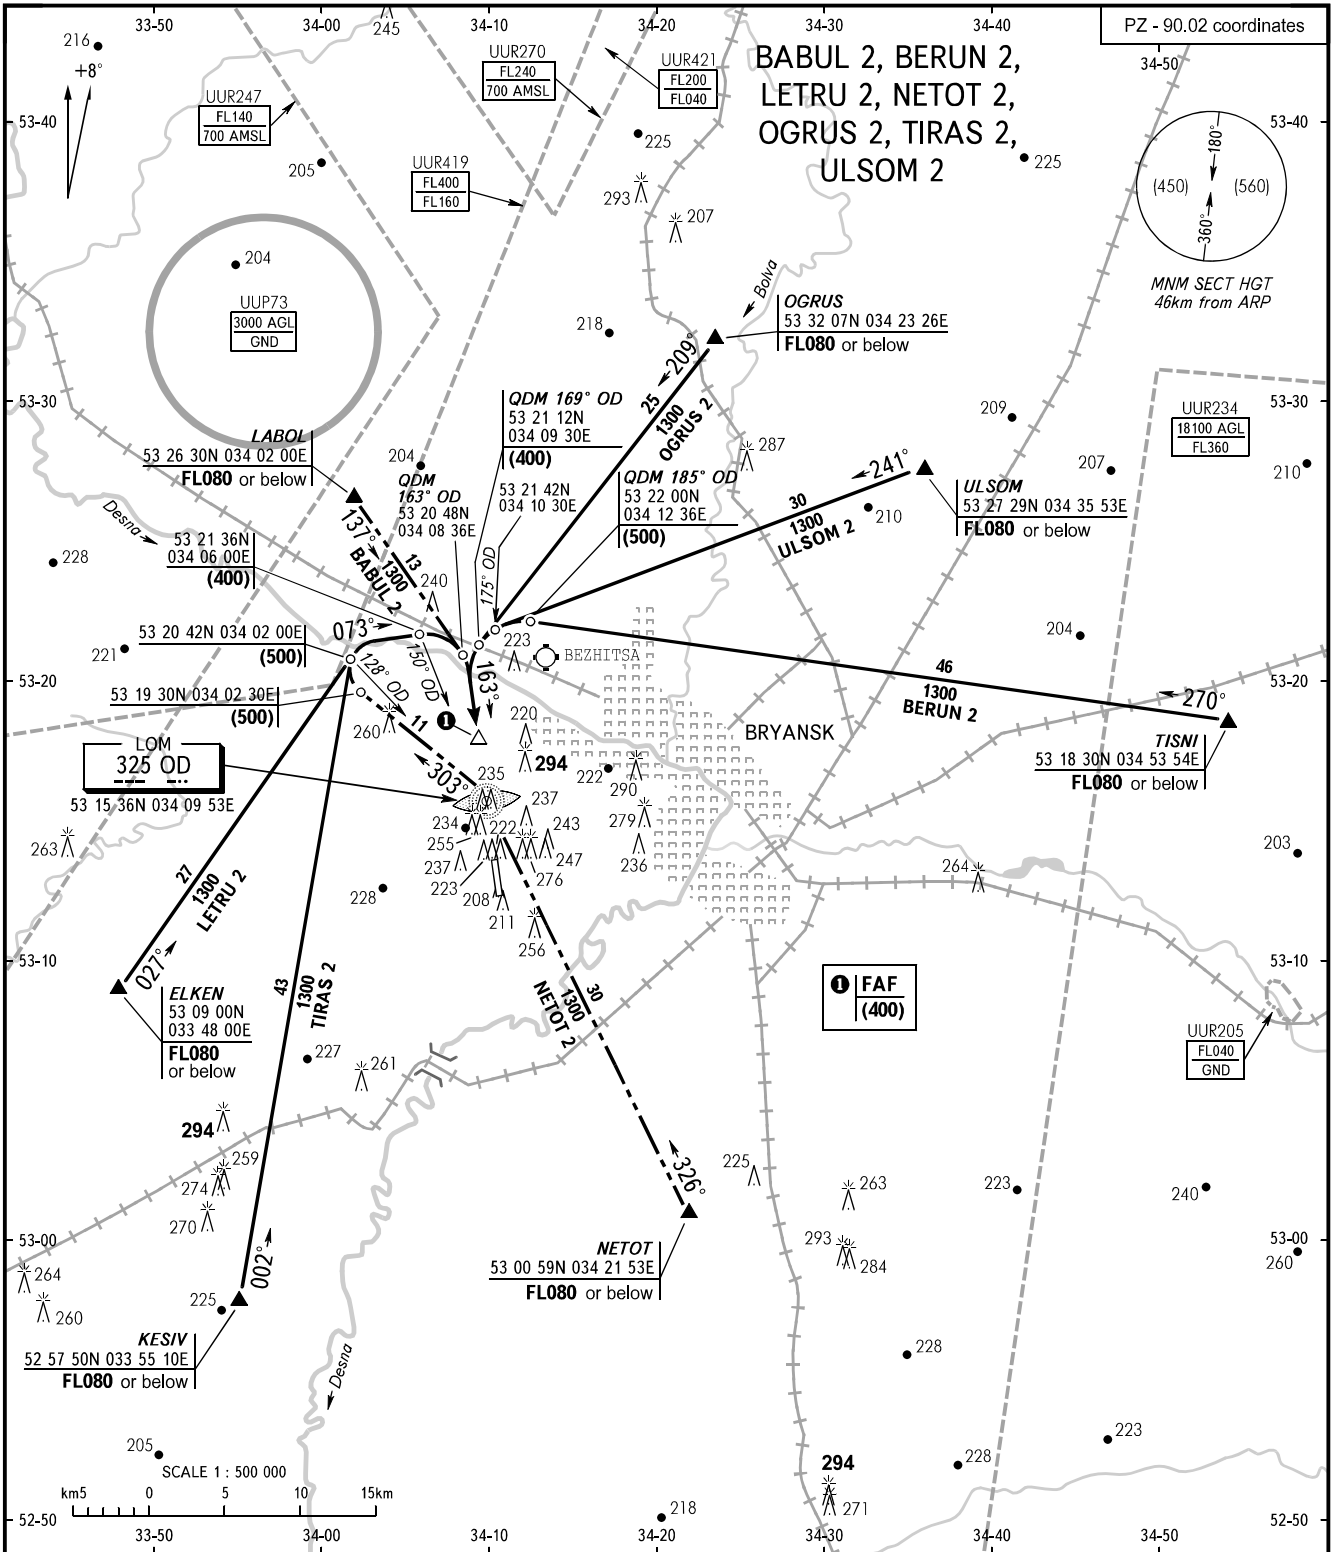 33-50
34-00
34-10
34-20
34-30
34-40
PZ - 90.02 coordinates
34-50
BABUL 2, BERUN 2,
LETRU 2, NETOT 2,
OGRUS 2, TIRAS 2,
ULSOM 2
216
+8°
245
UUR270
FL240
700 AMSL
UUR421
FL200
FL040
UUR247
FL140
700 AMSL
53-40
53-40
205
225
225
UUR419
FL400
FL160
293
207
180°
(450)
(560)
360°
MNM SECT HGT
46km from ARP
204
UUP73
3000 AGL
GND
Bolva
218
OGRUS
53 32 07N 034 23 26E
FL080 or below
209°
25
1300
OGRUS 2
53-30
53-30
QDM 169° OD
53 21 12N
034 09 30E
(400)
209
UUR234
18100 AGL
FL360
LABOL
53 26 30N 034 02 00E
FL080 or below
204
287
207
210
QDM
163° OD
53 20 48N
034 08 36E
53 21 42N
034 10 30E
QDM 185° OD
53 22 00N
034 12 36E
(500)
241°
30
1300
ULSOM 2
210
ULSOM
53 27 29N 034 35 53E
FL080 or below
Desna
137°
13
1300
BABUL 2
228
53 21 36N
034 06 00E
(400)
240
175° OD
073°
53 20 42N 034 02 00E
(500)
221
128° OD
150° OD
163°
223
BEZHITSA
204
53-20
53-20
46
1300
BERUN 2
270°
53 19 30N 034 02 30E
(500)
260
11
1
220
BRYANSK
TISNI
53 18 30N 034 53 54E
FL080 or below
LOM
325 OD
53 15 36N 034 09 53E
303°
294
222
290
235
237
234
222
243
279
255
237
223
247
276
236
208
211
256
263
203
264
228
27
1300
LETRU 2
027°
53-10
53-10
ELKEN
53 09 00N
033 48 00E
FL080
or below
43
1300
TIRAS 2
30
1300
NETOT 2
1 FAF
(400)
UUR205
FL040
GND
227
261
294
259
274
270
326°
225
263
223
240
53-00
53-00
002°
NETOT
53 00 59N 034 21 53E
FL080 or below
293
284
260
264
260
225
KESIV
52 57 50N 033 55 10E
FL080 or below
228
Desna
223
205
SCALE 1 : 500 000
km5
0
5
10
15km
228
294
271
218
52-50
52-50
33-50
34-00
34-10
34-20
34-30
34-40
34-50